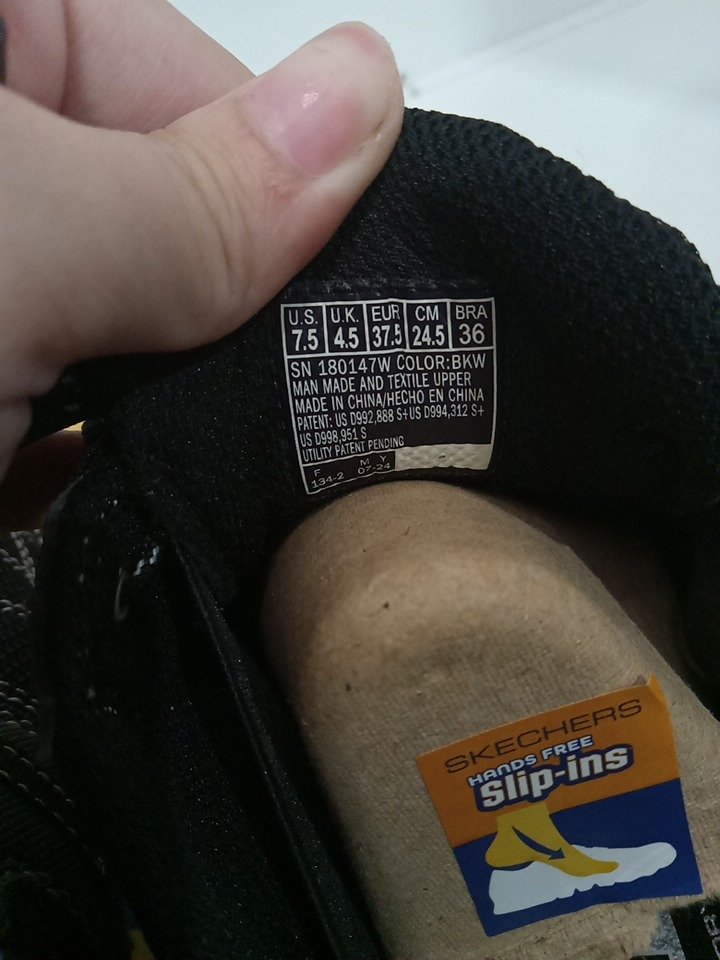 U.S. U.K. EUR CM BRA
7.5 4.5 37.5 24.5 36
SN 180147W COLOR:BKW
MAN MADE AND TEXTILE UPPER
MADE IN CHINA/HECHO EN CHINA
PATENT: US D992,888 S+US D994,312 S+
US D998,951 S
UTILITY PATENT PENDING
F M Y
134-2 07-24
SKECHERS
HANDS FREE
Slip-ins